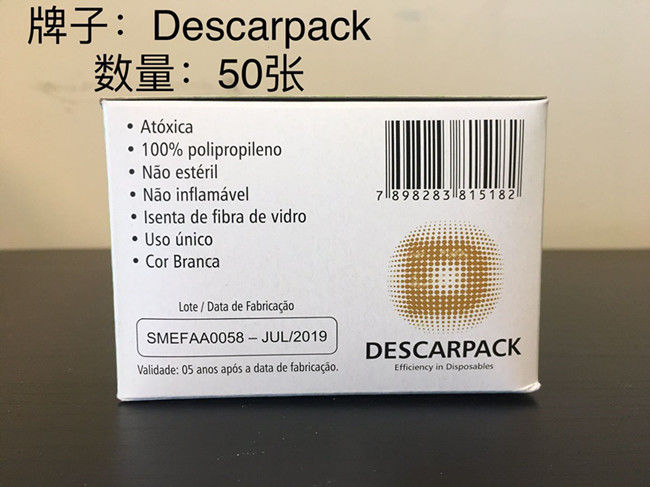 牌子：Descarpack
数量：50张
• Atóxica
• 100% polipropileno
• Não estéril
• Não inflamável
• Isenta de fibra de vidro
• Uso único
• Cor Branca
7 898283 815182
Lote / Data de Fabricação
SMEFAA0058 – JUL/2019
Validade: 05 anos após a data de fabricação.
DESCARPACK
Efficiency in Disposables